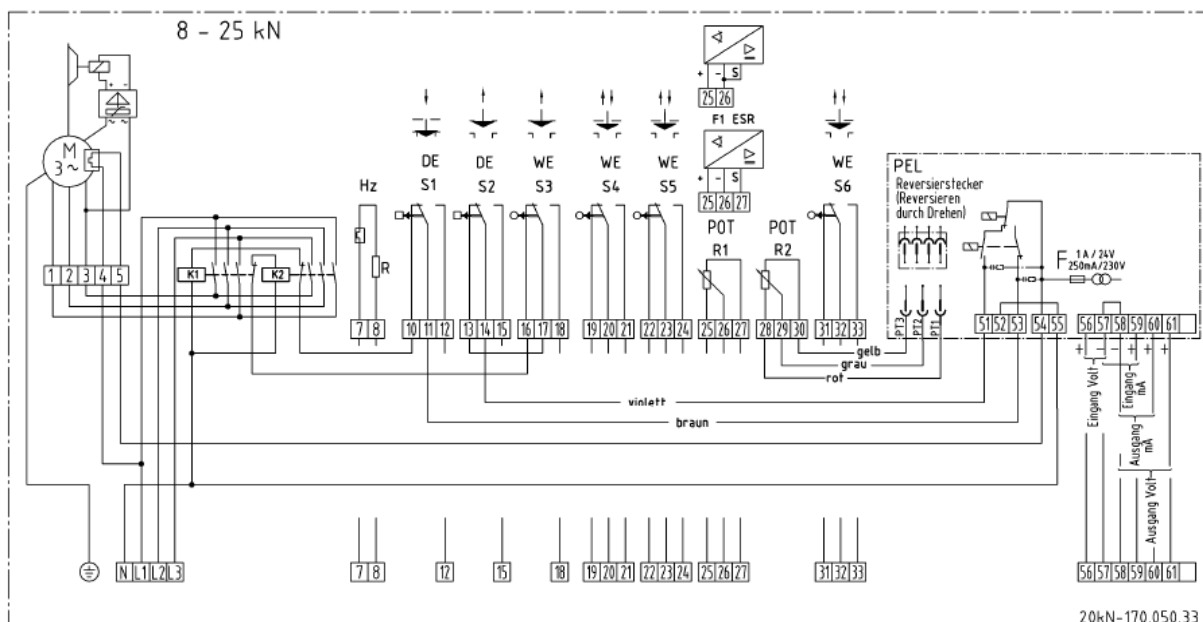 8 - 25 kN
M
3~
+ -
~ ~
1 2 3 4 5
K1
K2
Hz
R
DE
S1
DE
S2
WE
S3
WE
S4
WE
S5
+ - S
25 26
F1 ESR
+ - S
25 26 27
POT
R1
POT
R2
WE
S6
7 8
10 11 12
13 14 15
16 17 18
19 20 21
22 23 24
25 26 27
28 29 30
31 32 33
PEL
Reversierstecker
(Reversieren
durch Drehen)
F 1A / 24V
250mA/230V
PT3
PT2
PT1
51 52 53 54 55
56 57 58 59 60 61
gelb
grau
rot
violett
braun
+ - - + + +
Eingang Volt
Eingang
mA
Ausgang
mA
Ausgang Volt
N L1 L2 L3
7 8
12
15
18
19 20 21
22 23 24
25 26 27
31 32 33
56 57 58 59 60 61
20kN-170.050.33